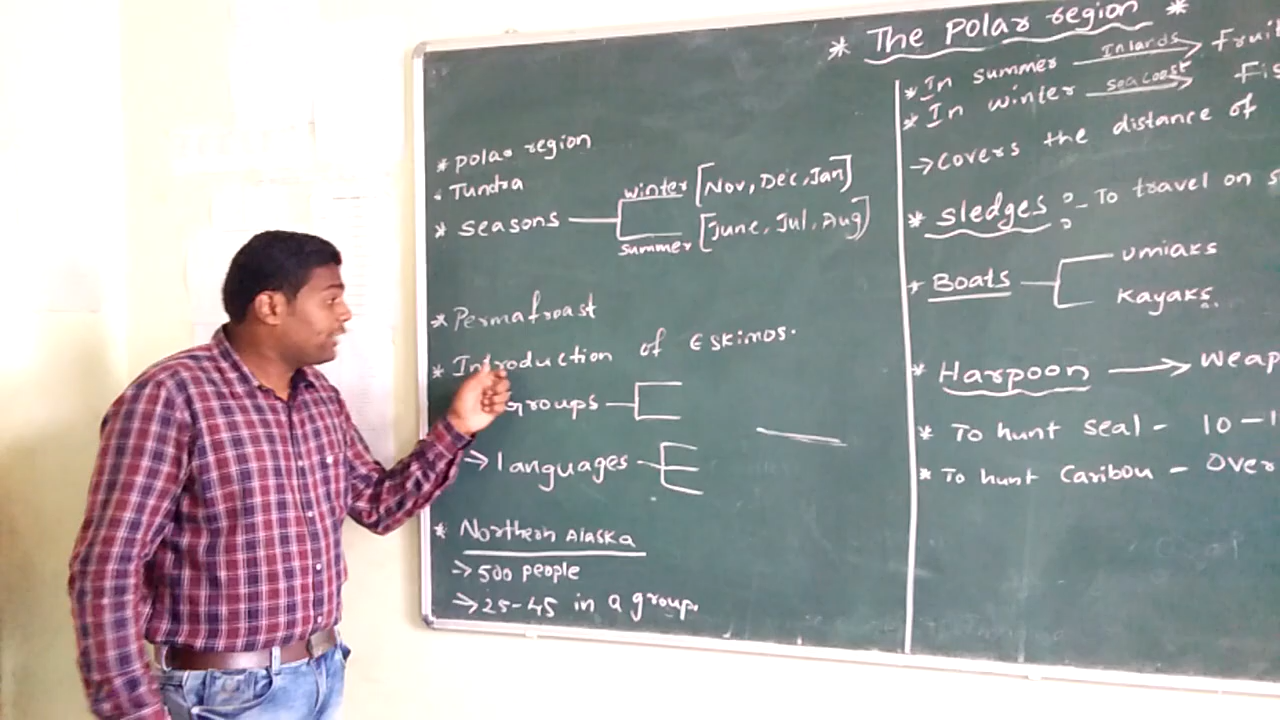 * The Polar region *
* Polar region
* Tundra
* seasons
winter [Nov, Dec, Jan]
summer [June, Jul, Aug]
* Permafroast
* Introduction of Eskimos.
groups
→ languages
* Northern Alaska
→ 500 people
→ 25-45 in a group.
* In summer Inlands → Fruit
* In winter seacoast → Fis
→ covers the distance of
* sledges :- To travel on s
* Boats
umiaks
Kayaks.
* Harpoon → Weap
* To hunt seal - 10-1
* To hunt Caribou - Over